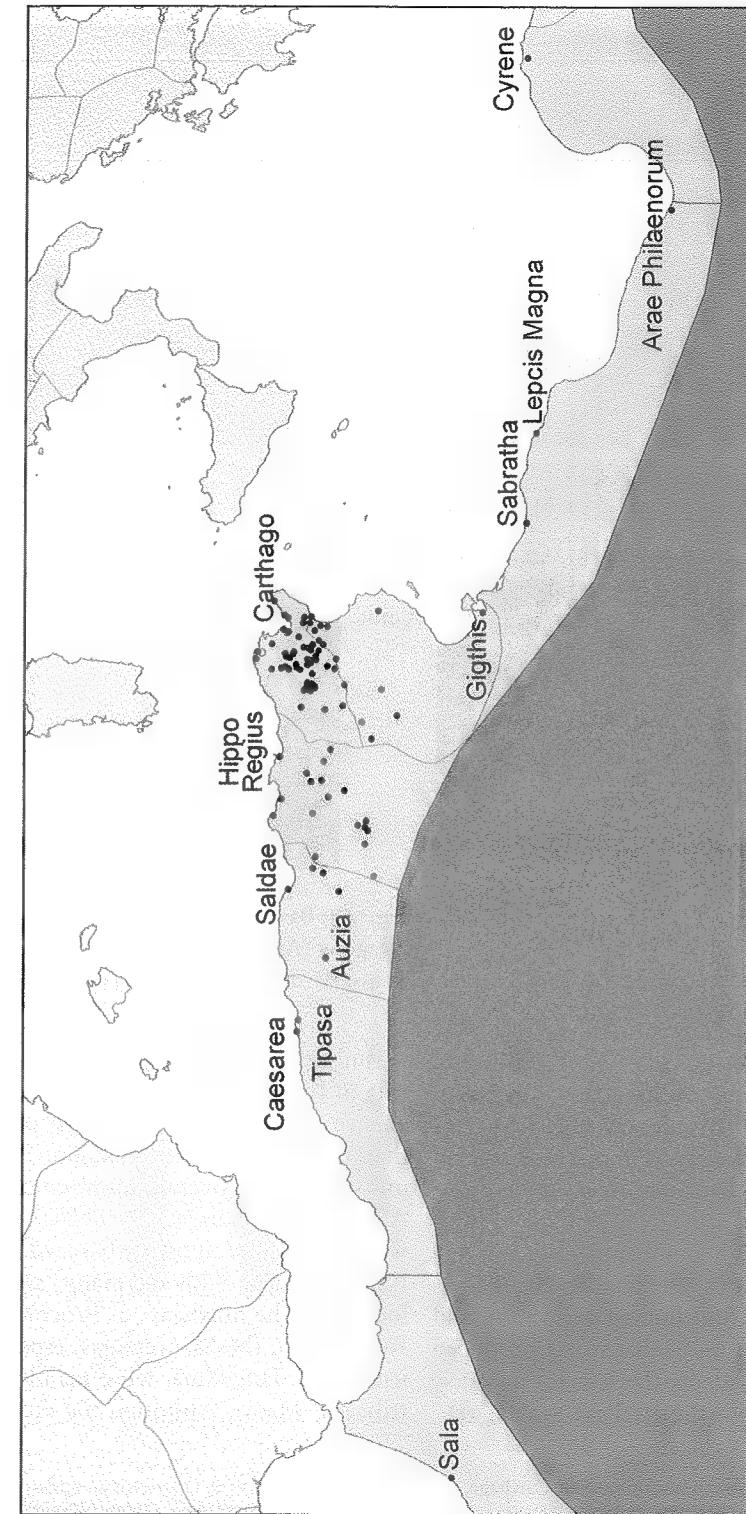 Sala
Caesarea
Tipasa
Auzia
Saldae
Hippo
Regius
Carthago
Gigthis
Sabratha
Lepcis Magna
Arae Philaenorum
Cyrene